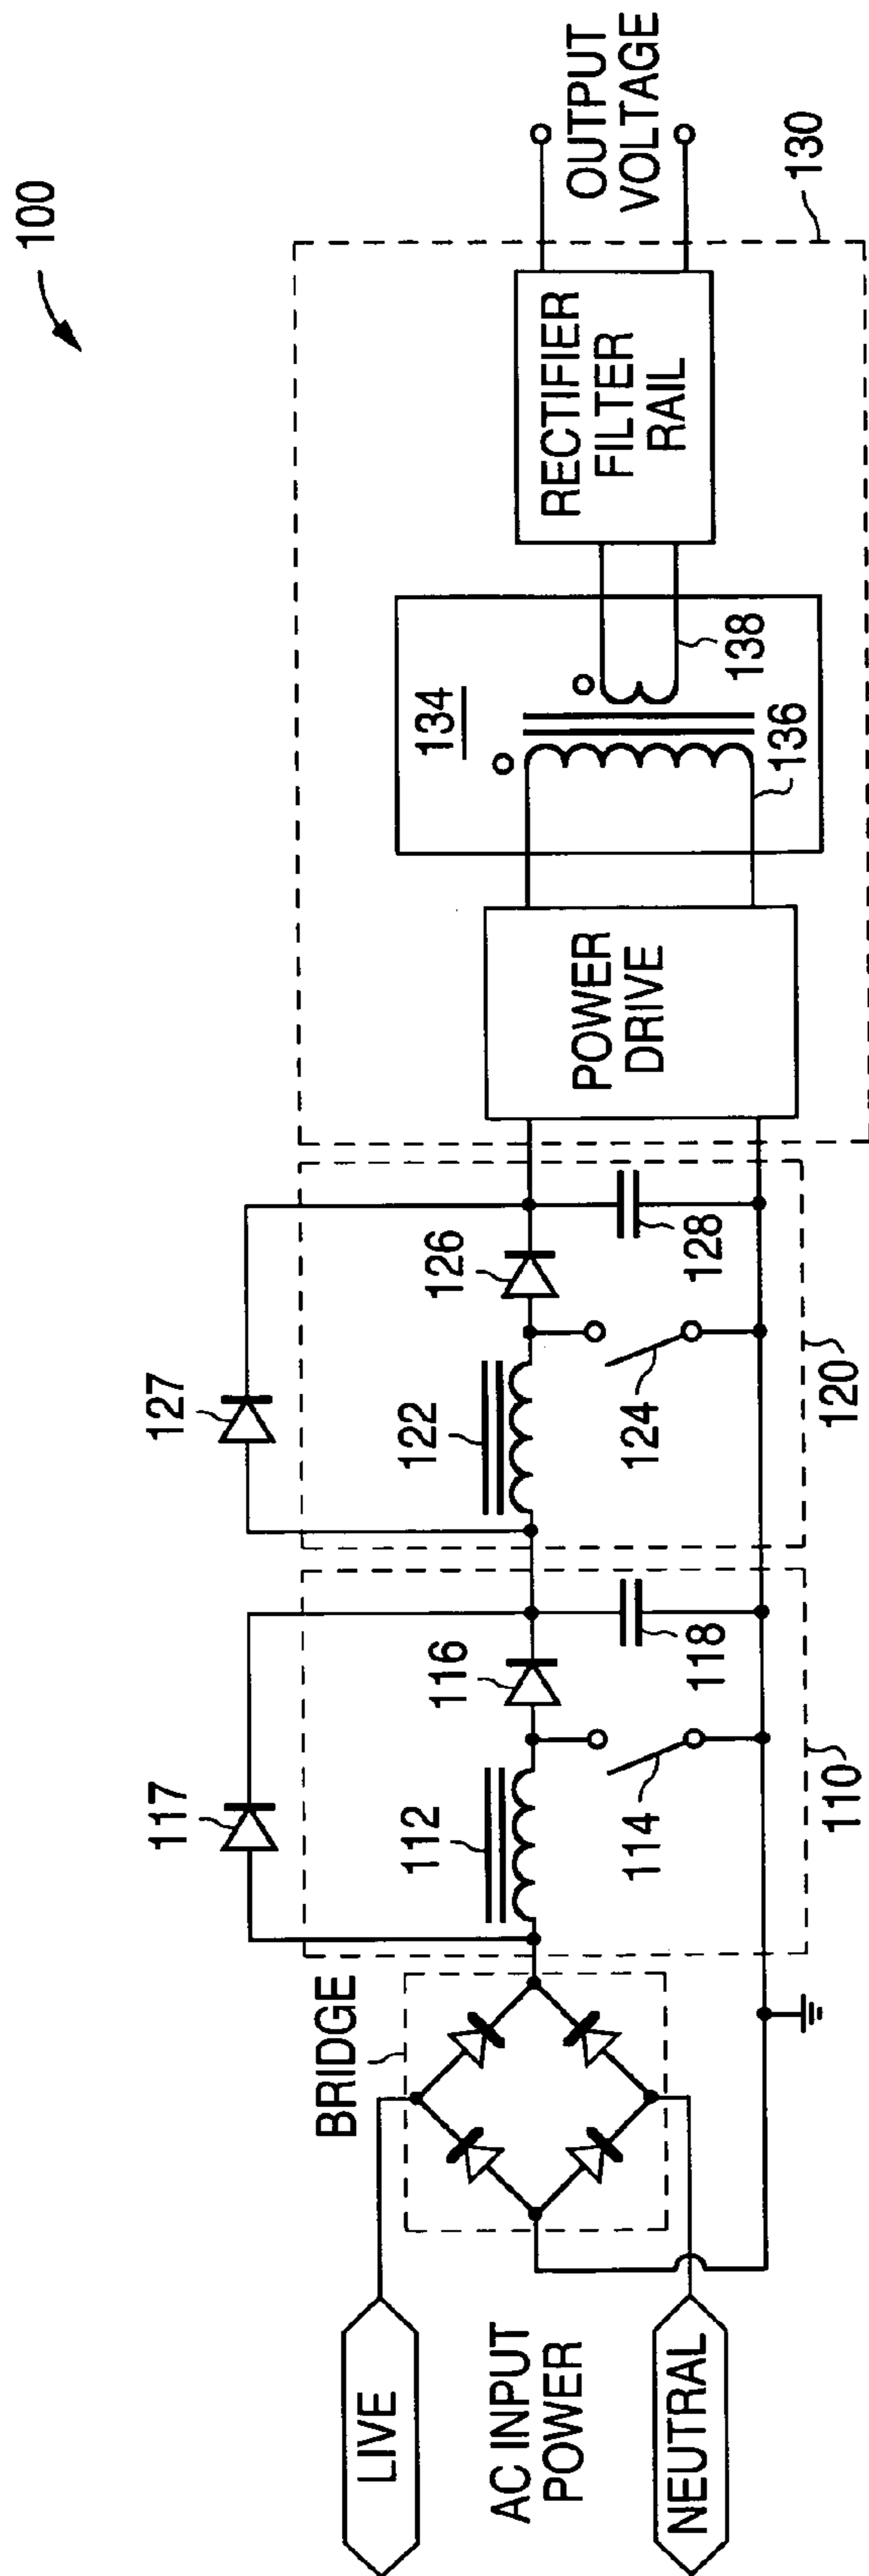 100
LIVE
AC INPUT
POWER
NEUTRAL
BRIDGE
117
112
116
114
118
110
127
122
126
124
128
120
POWER
DRIVE
134
136
138
RECTIFIER
FILTER
RAIL
OUTPUT
VOLTAGE
130